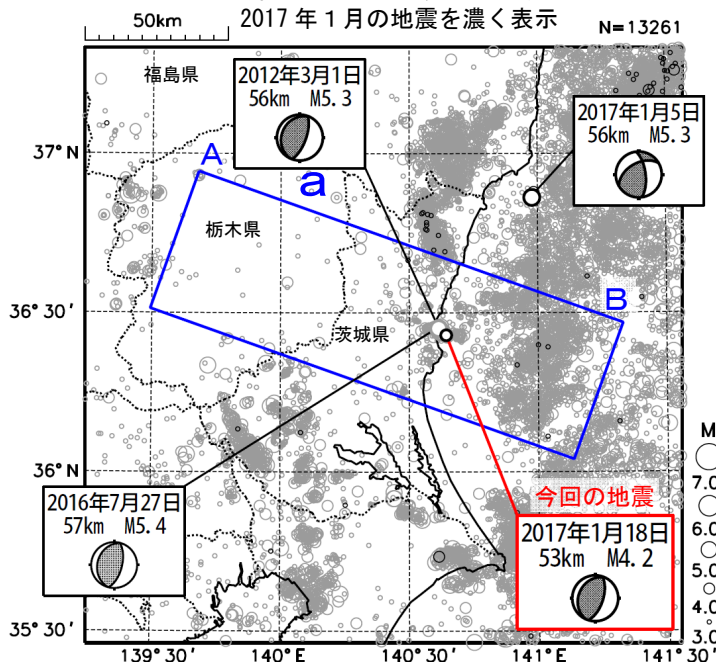 50km
2017年1月の地震を濃く表示
N=13261
福島県
2012年3月1日
56km M5.3
2017年1月5日
56km M5.3
37°N
A
a
栃木県
B
36°30'
茨城県
36°N
M
7.0
6.0
5.0
4.0
3.0
今回の地震
2016年7月27日
57km M5.4
2017年1月18日
53km M4.2
35°30'
139°30'
140°E
140°30'
141°E
141°30'